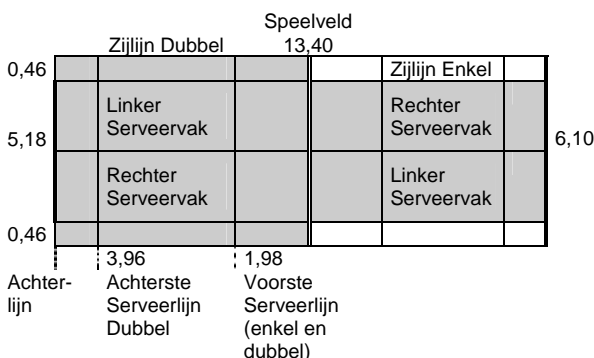 Speelveld
Zijlijn Dubbel 13,40
0,46 Zijlijn Enkel
Linker Rechter
Serveervak Serveervak
5,18 6,10
Rechter Linker
Serveervak Serveervak
0,46
3,96 1,98
Achter- Achterste Voorste
lijn Serveerlijn Serveerlijn
Dubbel (enkel en
dubbel)